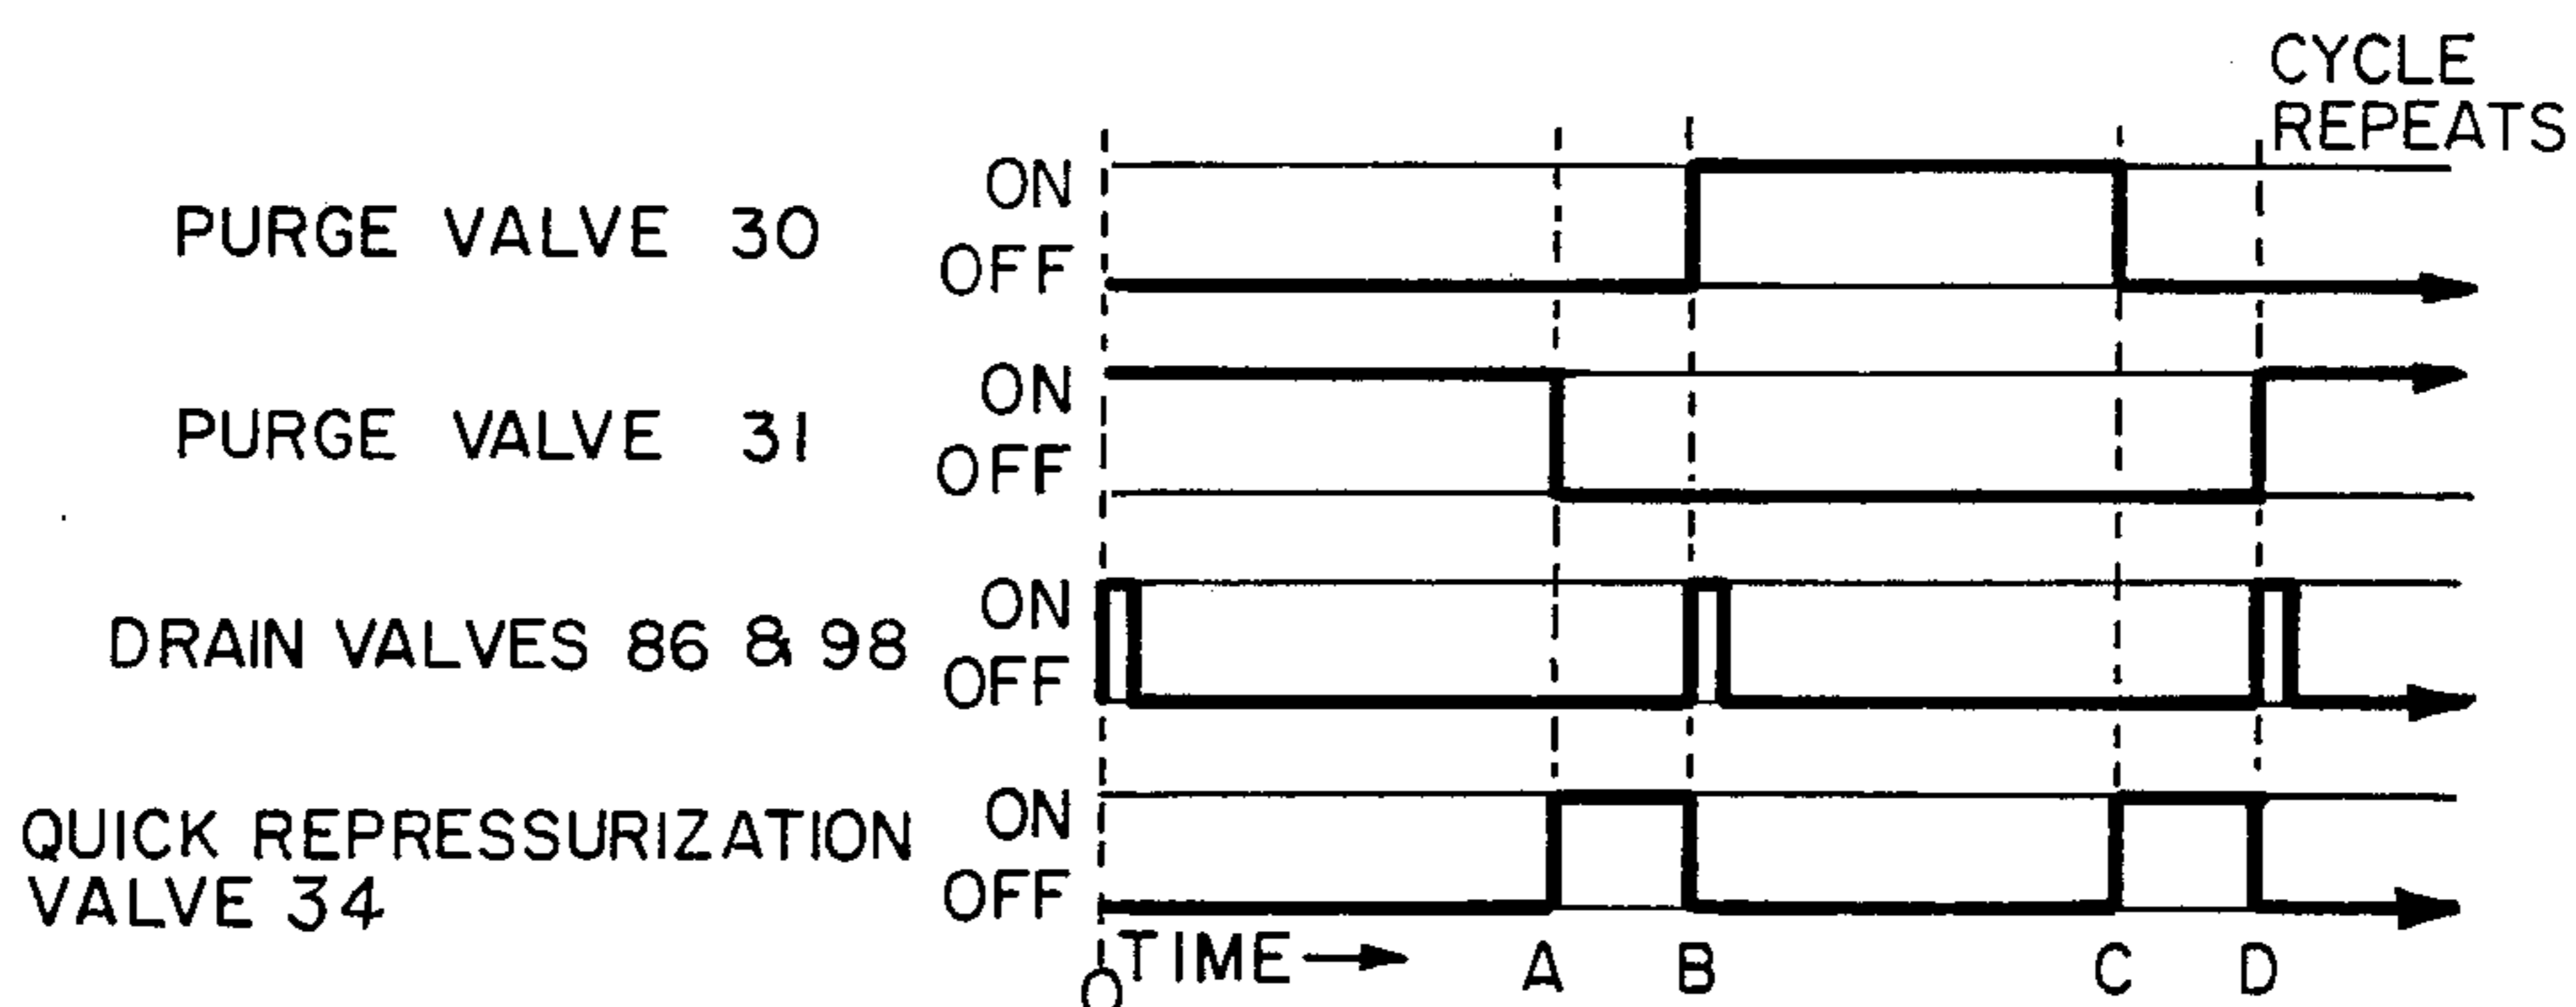 CYCLE
REPEATS
PURGE VALVE 30
ON
OFF
PURGE VALVE 31
ON
OFF
DRAIN VALVES 86 & 98
ON
OFF
QUICK REPRESSURIZATION
VALVE 34
ON
OFF
O TIME A B C D